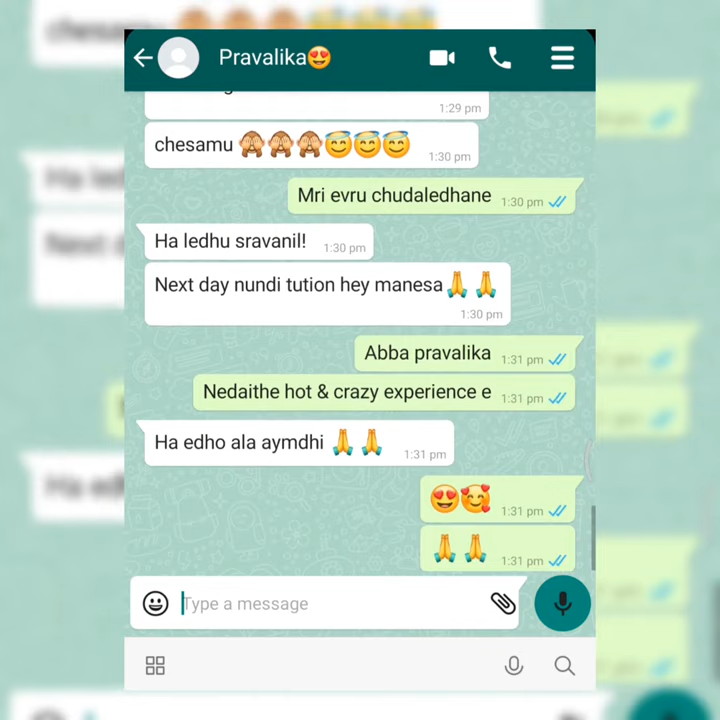 Pravalika😍
1:29 pm
chesamu 🙈🙈🙈😇😇😇 1:30 pm
Mri evru chudaledhane 1:30 pm
Ha ledhu sravanil! 1:30 pm
Next day nundi tution hey manesa🙏🙏
1:30 pm
Abba pravalika 1:31 pm
Nedaithe hot & crazy experience e 1:31 pm
Ha edho ala aymdhi 🙏🙏 1:31 pm
😍🥰 1:31 pm
🙏🙏 1:31 pm
Type a message